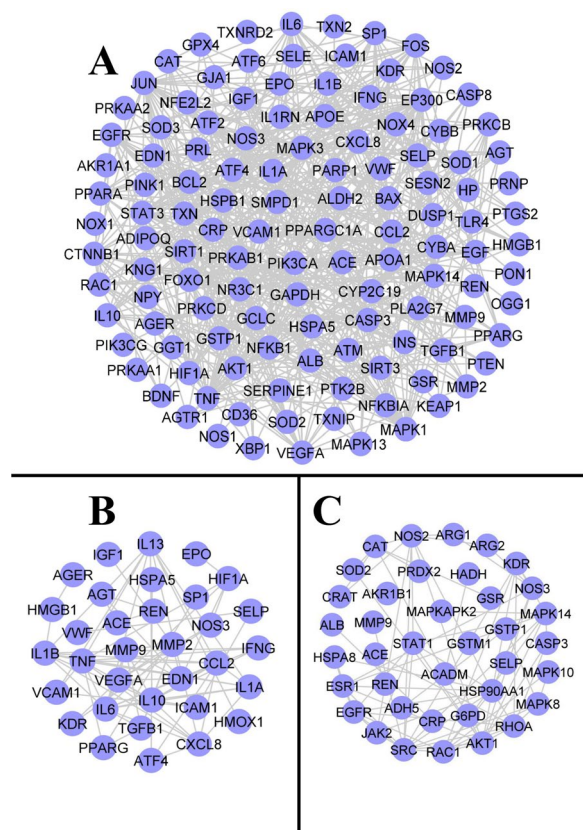 A
IL6 TXN2 SP1
TXNRD2 FOS
GPX4 SELE ICAM1
CAT ATF6 KDR NOS2
JUN GJA1 EPO IL1B
NFE2L2 IGF1 IFNG EP300 CASP8
PRKAA2 IL1RN APOE NOX4
SOD3 ATF2 CYBB PRKCB
EGFR NOS3 CXCL8
EDN1 PRL MAPK3 SELP SOD1 AGT
AKR1A1 ATF4 IL1A PARP1 VWF SESN2
PPARA PINK1 BCL2 HP PRNP
HSPB1 SMPD1 ALDH2 BAX
STAT3 TXN DUSP1 TLR4 PTGS2
NOX1 CRP VCAM1 PPARGC1A CCL2
ADIPOQ SIRT1 CYBA EGF HMGB1
CTNNB1 PRKAB1 PIK3CA ACE APOA1
KNG1 FOXO1 MAPK14 PON1
RAC1 NR3C1 CYP2C19 REN
NPY GAPDH PLA2G7 OGG1
IL10 PRKCD MMP9
AGER GCLC HSPA5 CASP3 PPARG
GSTP1 INS
PIK3CG GGT1 NFKB1 ATM TGFB1
ALB PTEN
PRKAA1 HIF1A AKT1 SIRT3
GSR MMP2
BDNF TNF SERPINE1 PTK2B
NFKBIA KEAP1
AGTR1 CD36 SOD2 TXNIP
NOS1 MAPK1
XBP1 VEGFA MAPK13
B
IL13
IGF1 EPO
AGER HSPA5 HIF1A
AGT REN SP1
HMGB1 SELP
VWF ACE NOS3
IL1B MMP9 MMP2 IFNG
TNF CCL2
VEGFA EDN1
VCAM1 IL10 IL1A
IL6 ICAM1
KDR TGFB1 HMOX1
PPARG CXCL8
ATF4
C
NOS2 ARG1
CAT ARG2
SOD2 PRDX2 HADH KDR
CRAT AKR1B1 GSR NOS3
MAPKAPK2
ALB MMP9 GSTP1 MAPK14
STAT1 GSTM1
HSPA8 ACE CASP3
ACADM SELP
ESR1 REN MAPK10
HSP90AA1
EGFR ADH5 CRP G6PD MAPK8
JAK2 RHOA
SRC RAC1 AKT1